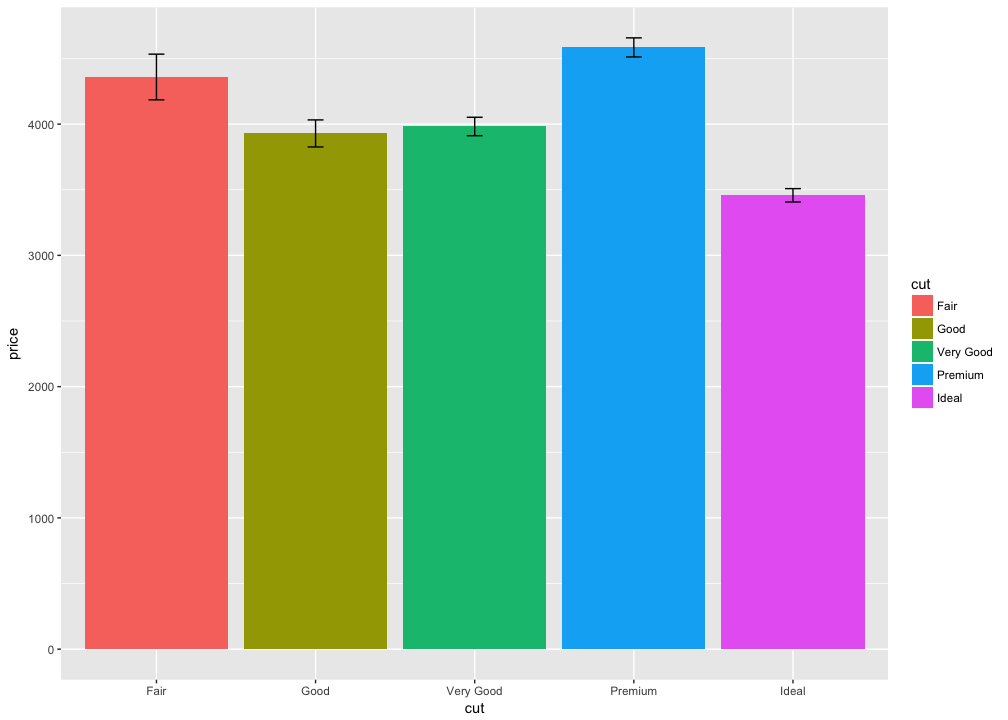 price
4000
3000
2000
1000
0
Fair
Good
Very Good
Premium
Ideal
cut
cut
Fair
Good
Very Good
Premium
Ideal